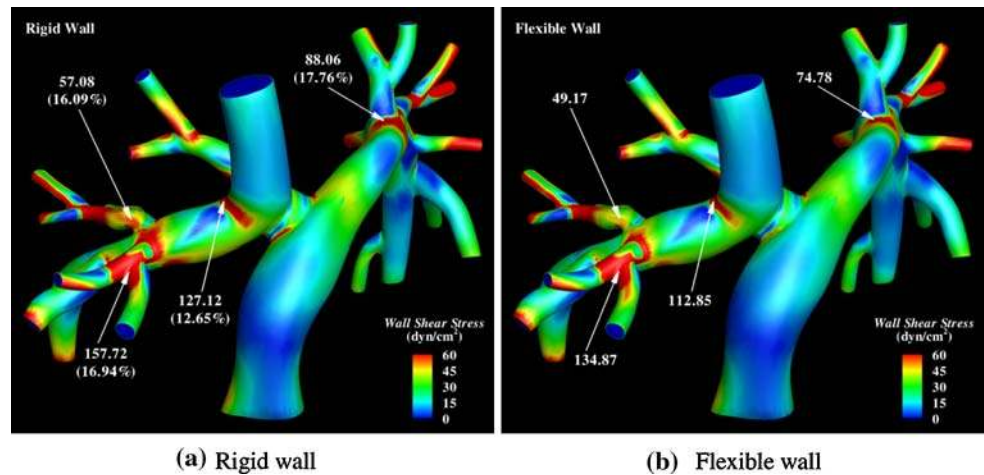 Rigid Wall
57.08
(16.09%)
88.06
(17.76%)
127.12
(12.65%)
157.72
(16.94%)
Wall Shear Stress
(dyn/cm²)
60
45
30
15
0
(a) Rigid wall
Flexible Wall
49.17
74.78
112.85
134.87
Wall Shear Stress
(dyn/cm²)
60
45
30
15
0
(b) Flexible wall